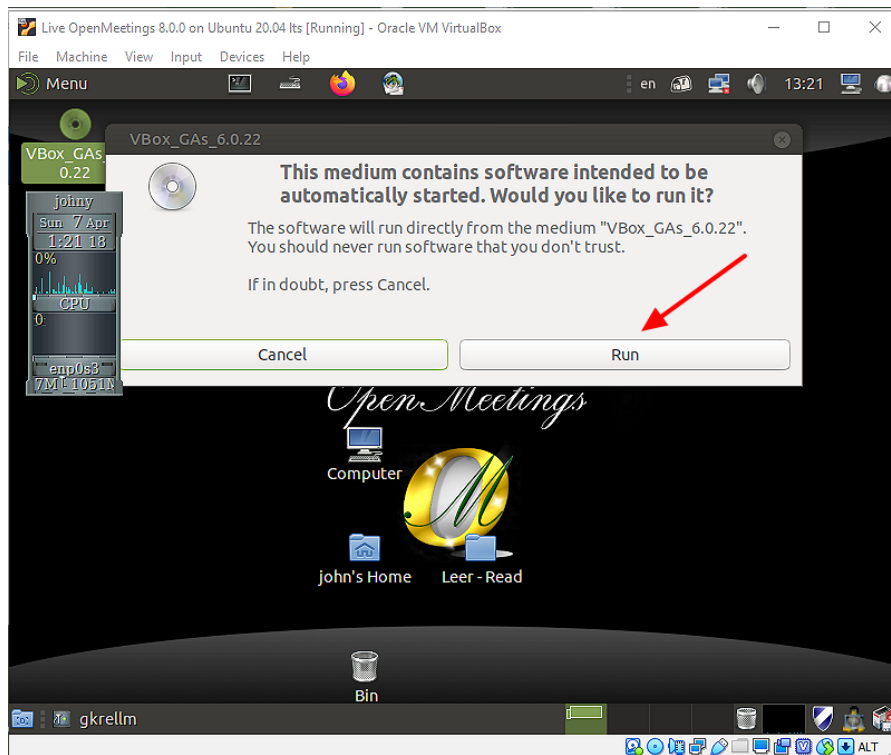 Live OpenMeetings 8.0.0 on Ubuntu 20.04 lts [Running] - Oracle VM VirtualBox
File Machine View Input Devices Help
Menu
en
13:21
VBox_GAs_
0.22
VBox_GAs_6.0.22
This medium contains software intended to be
automatically started. Would you like to run it?
The software will run directly from the medium "VBox_GAs_6.0.22".
You should never run software that you don't trust.
If in doubt, press Cancel.
Cancel
Run
johny
Sun 7 Apr
1:21 18
0%
CPU
0
enp0s3
7M 1051M
OpenMeetings
Computer
OM
john's Home
Leer - Read
Bin
gkrellm
ALT